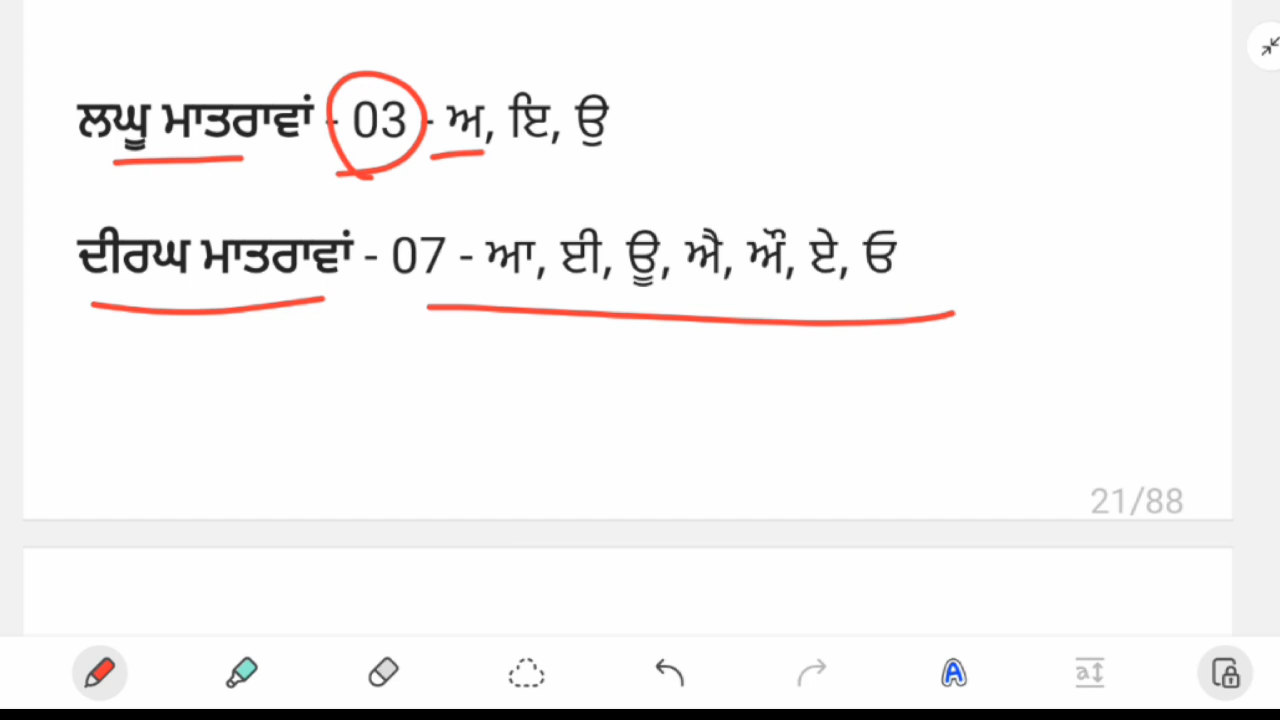 ਲਘੂ ਮਾਤਰਾਵਾਂ - 03 - ਅ, ਇ, ਉ
ਦੀਰਘ ਮਾਤਰਾਵਾਂ - 07 - ਆ, ਈ, ਊ, ਐ, ਔ, ਏ, ਓ
21/88
A
a